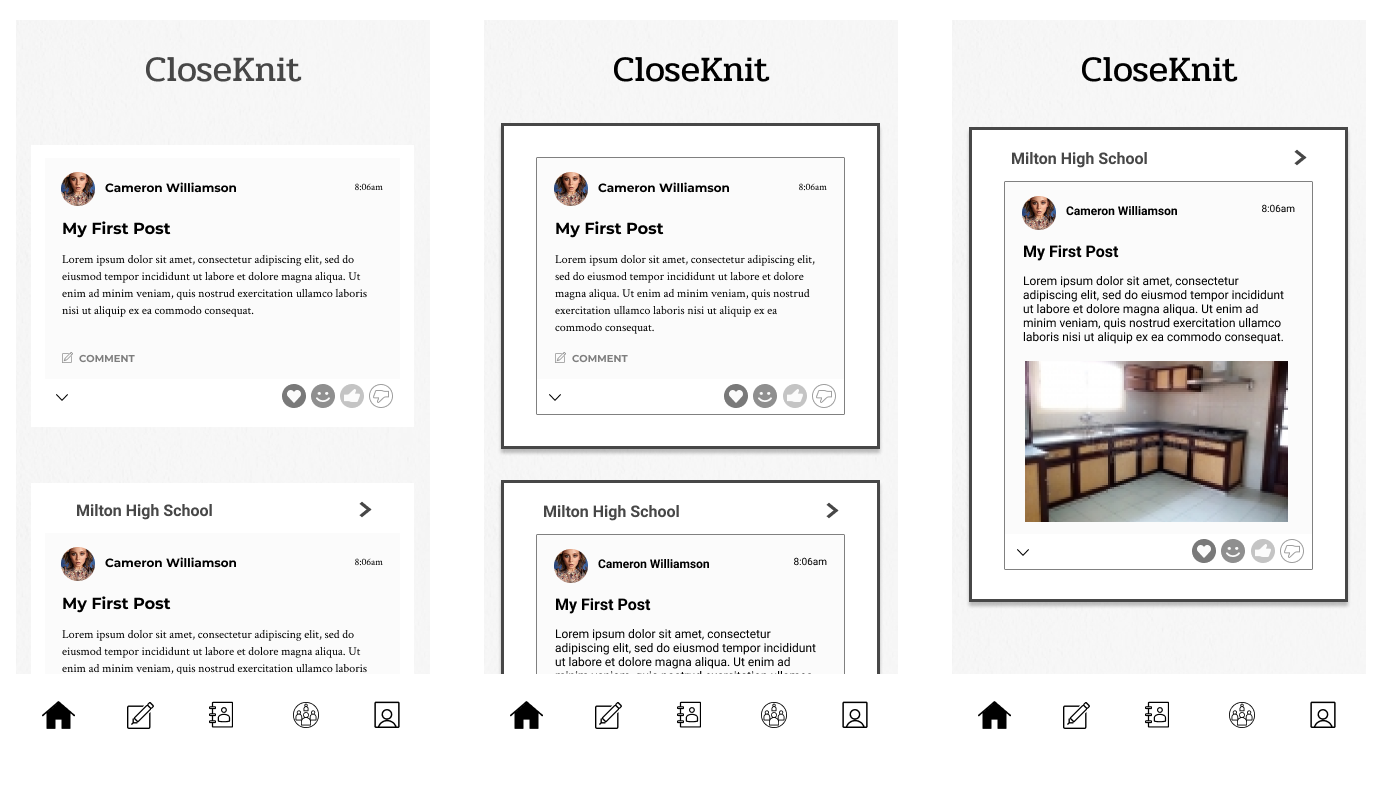 CloseKnit
Cameron Williamson
8:06am
My First Post
Lorem ipsum dolor sit amet, consectetur adipiscing elit, sed do
eiusmod tempor incididunt ut labore et dolore magna aliqua. Ut
enim ad minim veniam, quis nostrud exercitation ullamco laboris
nisi ut aliquip ex ea commodo consequat.
COMMENT
Milton High School
Cameron Williamson
8:06am
My First Post
Lorem ipsum dolor sit amet, consectetur adipiscing elit, sed do
eiusmod tempor incididunt ut labore et dolore magna aliqua. Ut
enim ad minim veniam, quis nostrud exercitation ullamco laboris
CloseKnit
Cameron Williamson
8:06am
My First Post
Lorem ipsum dolor sit amet, consectetur adipiscing elit,
sed do eiusmod tempor incididunt ut labore et dolore
magna aliqua. Ut enim ad minim veniam, quis nostrud
exercitation ullamco laboris nisi ut aliquip ex ea
commodo consequat.
COMMENT
Milton High School
Cameron Williamson
8:06am
My First Post
Lorem ipsum dolor sit amet, consectetur
adipiscing elit, sed do eiusmod tempor incididunt
ut labore et dolore magna aliqua. Ut enim ad
CloseKnit
Milton High School
Cameron Williamson
8:06am
My First Post
Lorem ipsum dolor sit amet, consectetur
adipiscing elit, sed do eiusmod tempor incididunt
ut labore et dolore magna aliqua. Ut enim ad
minim veniam, quis nostrud exercitation ullamco
laboris nisi ut aliquip ex ea commodo consequat.